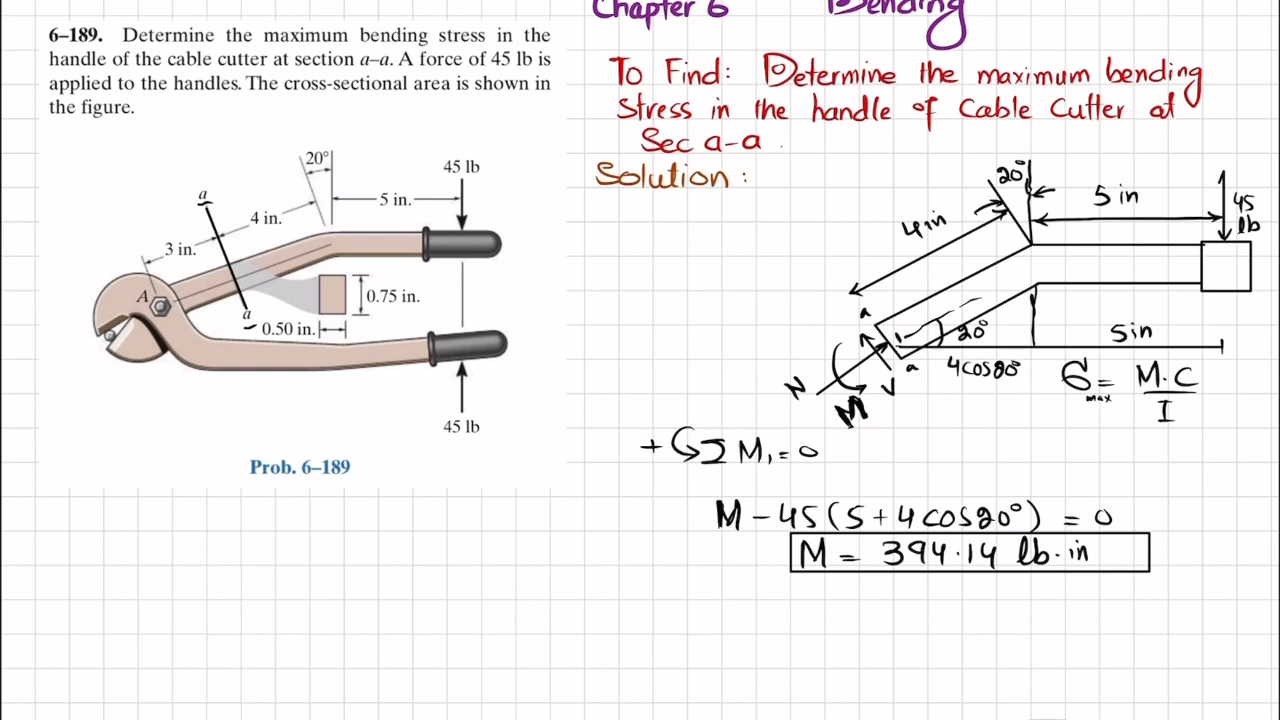 Chapter 6 Bending
6–189. Determine the maximum bending stress in the
handle of the cable cutter at section a–a. A force of 45 lb is
applied to the handles. The cross-sectional area is shown in
the figure.
20°
45 lb
a
5 in.
4 in.
3 in.
A
0.75 in.
a
0.50 in.
45 lb
Prob. 6–189
To Find: Determine the maximum bending
Stress in the handle of Cable Cutter at
Sec a-a
Solution:
20°
5 in
45
lb
4 in
a
1
20°
5in
a
4cos20°
N
M
V
σmax = M.C
I
+ ΣM₁ = 0
M - 45 (5 + 4 cos20°) = 0
M = 394.14 lb.in